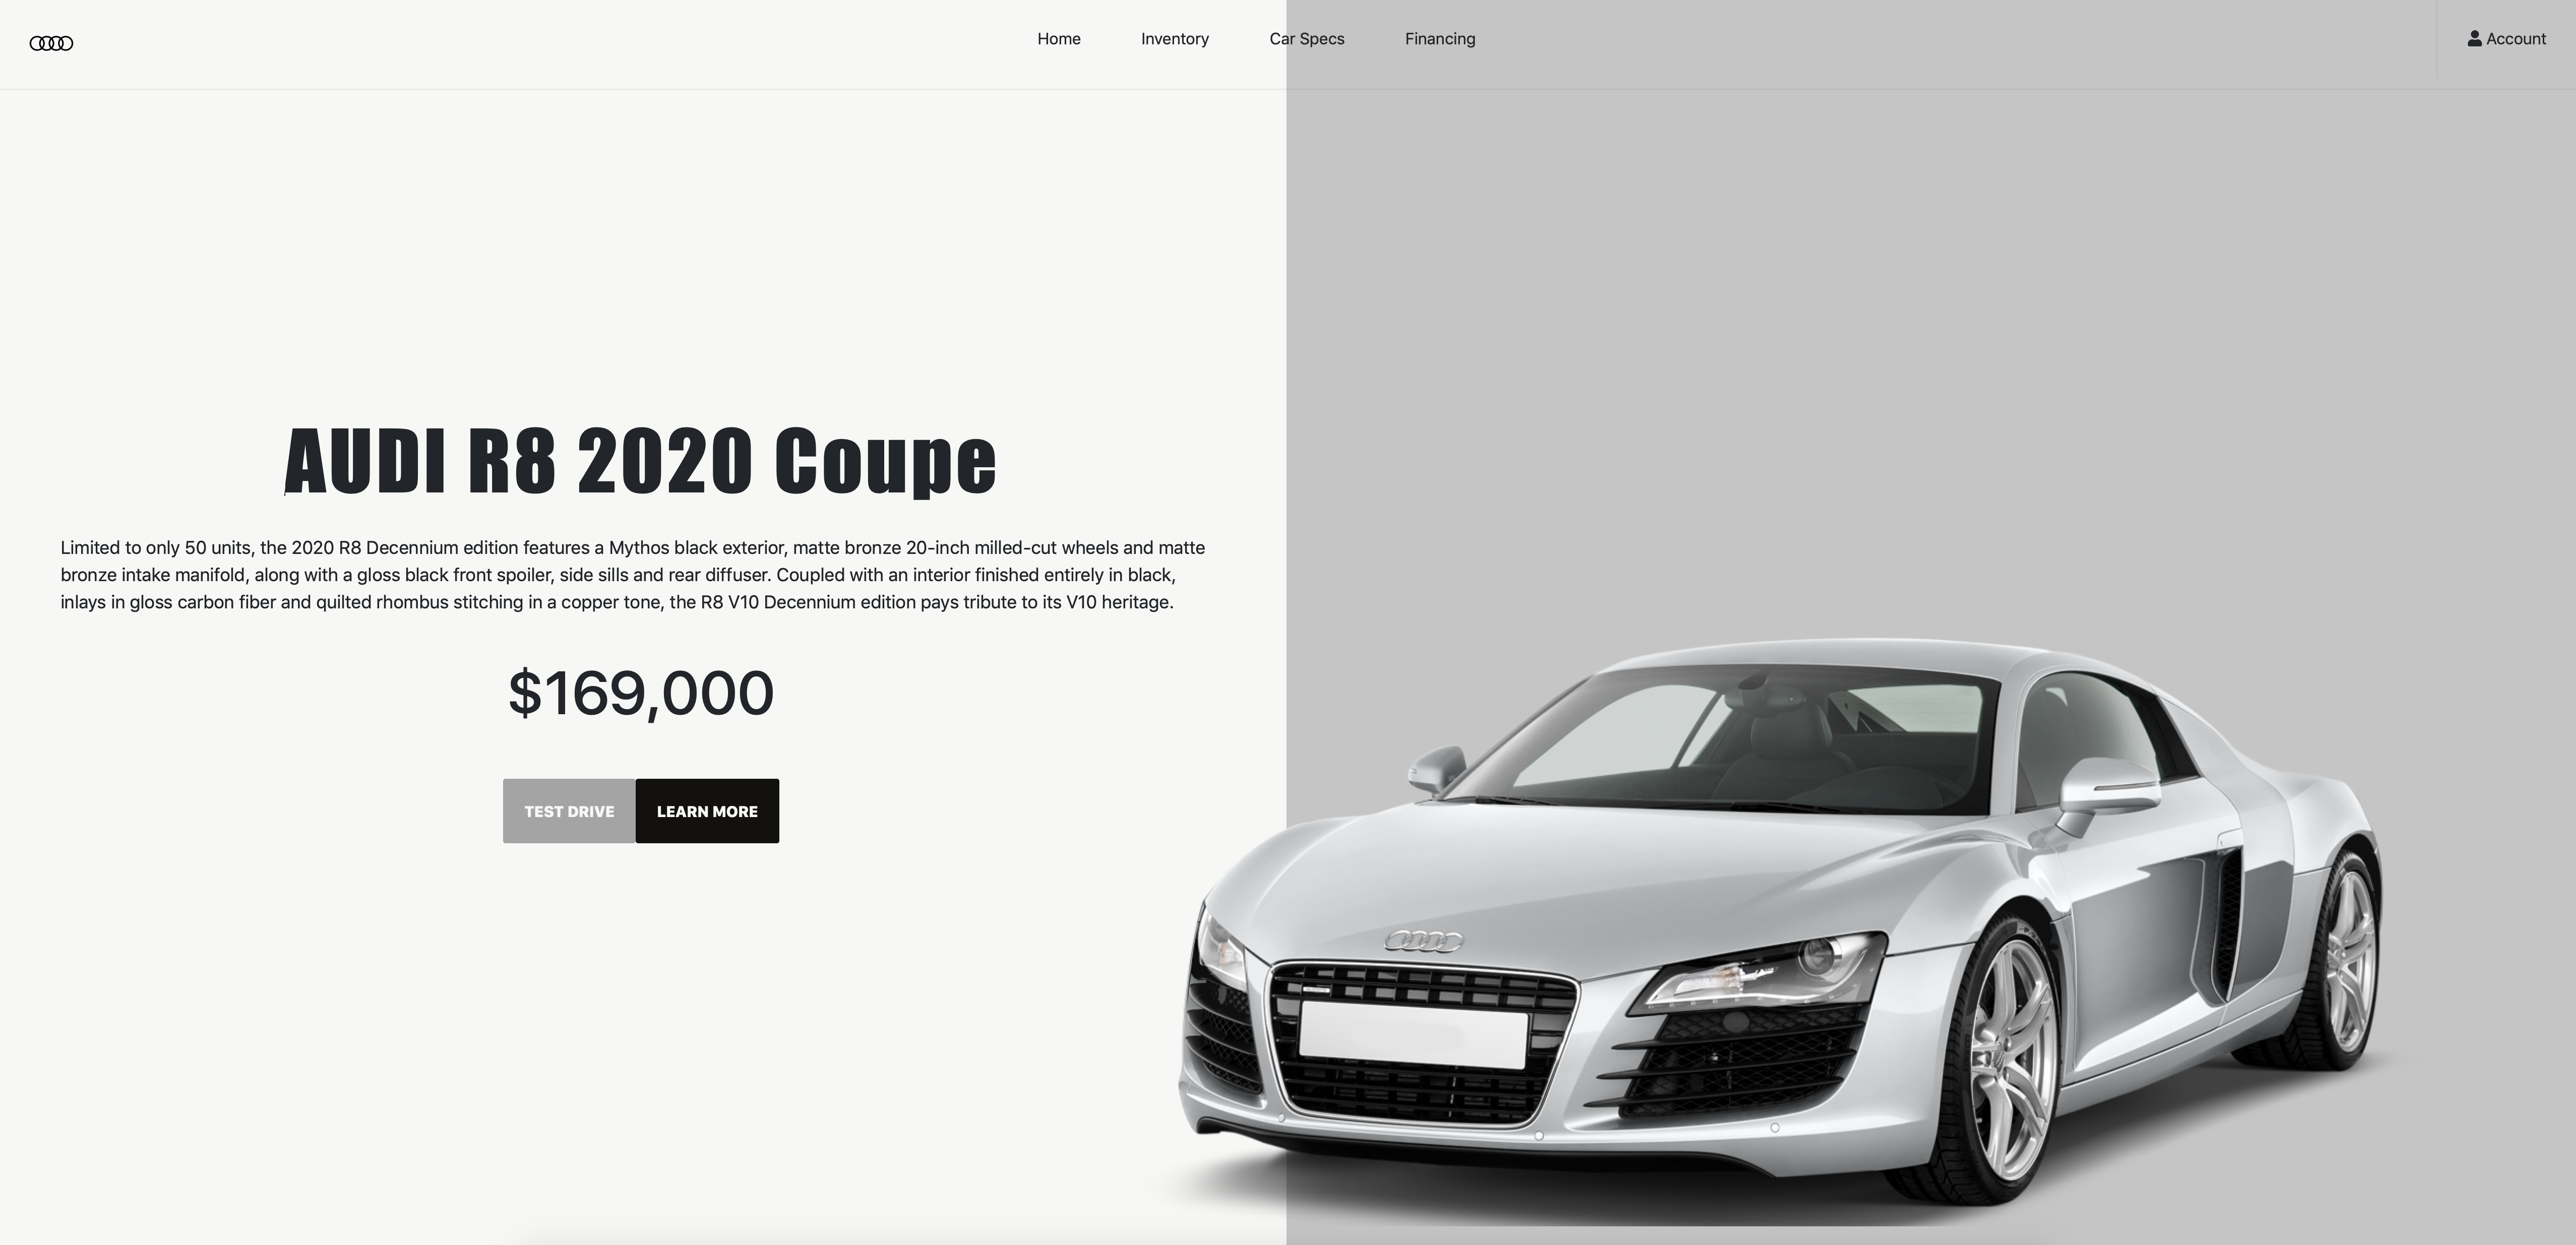 Home
Inventory
Car Specs
Financing
Account
AUDI R8 2020 Coupe
Limited to only 50 units, the 2020 R8 Decennium edition features a Mythos black exterior, matte bronze 20-inch milled-cut wheels and matte
bronze intake manifold, along with a gloss black front spoiler, side sills and rear diffuser. Coupled with an interior finished entirely in black,
inlays in gloss carbon fiber and quilted rhombus stitching in a copper tone, the R8 V10 Decennium edition pays tribute to its V10 heritage.
$169,000
TEST DRIVE
LEARN MORE